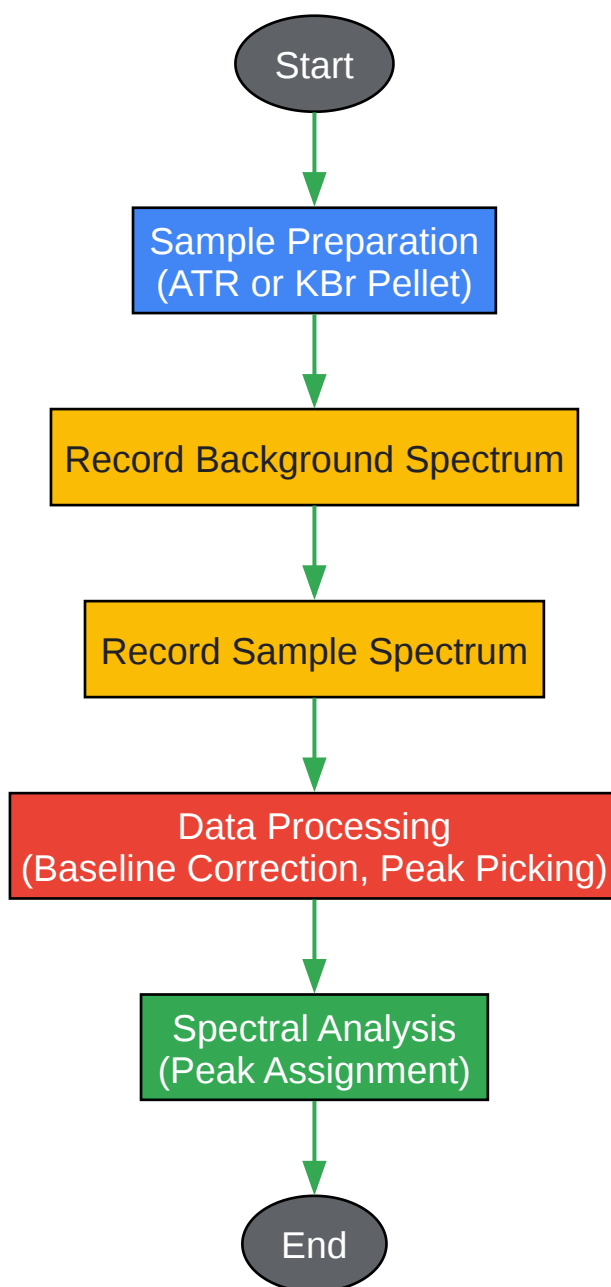 Start
Sample Preparation
(ATR or KBr Pellet)
Record Background Spectrum
Record Sample Spectrum
Data Processing
(Baseline Correction, Peak Picking)
Spectral Analysis
(Peak Assignment)
End